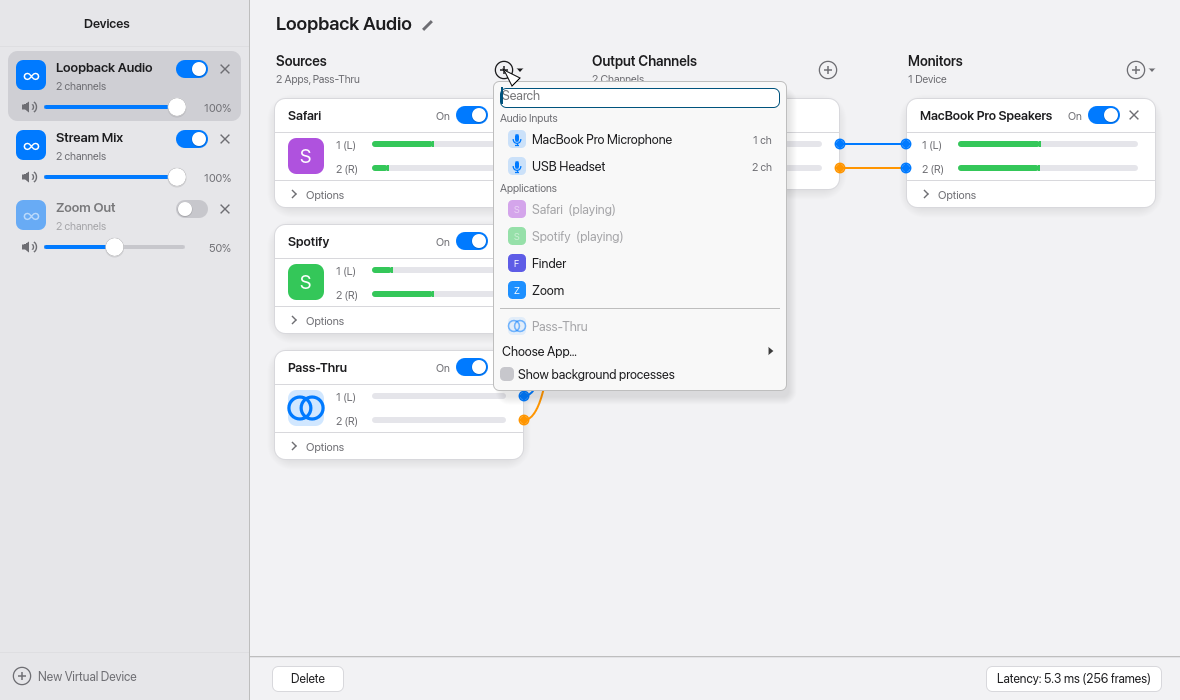 Devices
Loopback Audio
2 channels
100%
Stream Mix
2 channels
100%
Zoom Out
2 channels
50%
New Virtual Device
Loopback Audio
Sources
2 Apps, Pass-Thru
Output Channels
2 Channels
Monitors
1 Device
Safari
On
S
1 (L)
2 (R)
Options
Spotify
On
S
1 (L)
2 (R)
Options
Pass-Thru
On
1 (L)
2 (R)
Options
Search
Audio Inputs
MacBook Pro Microphone 1 ch
USB Headset 2 ch
Applications
S Safari (playing)
S Spotify (playing)
F Finder
Z Zoom
Pass-Thru
Choose App...
Show background processes
MacBook Pro Speakers
On
1 (L)
2 (R)
Options
Delete
Latency: 5.3 ms (256 frames)